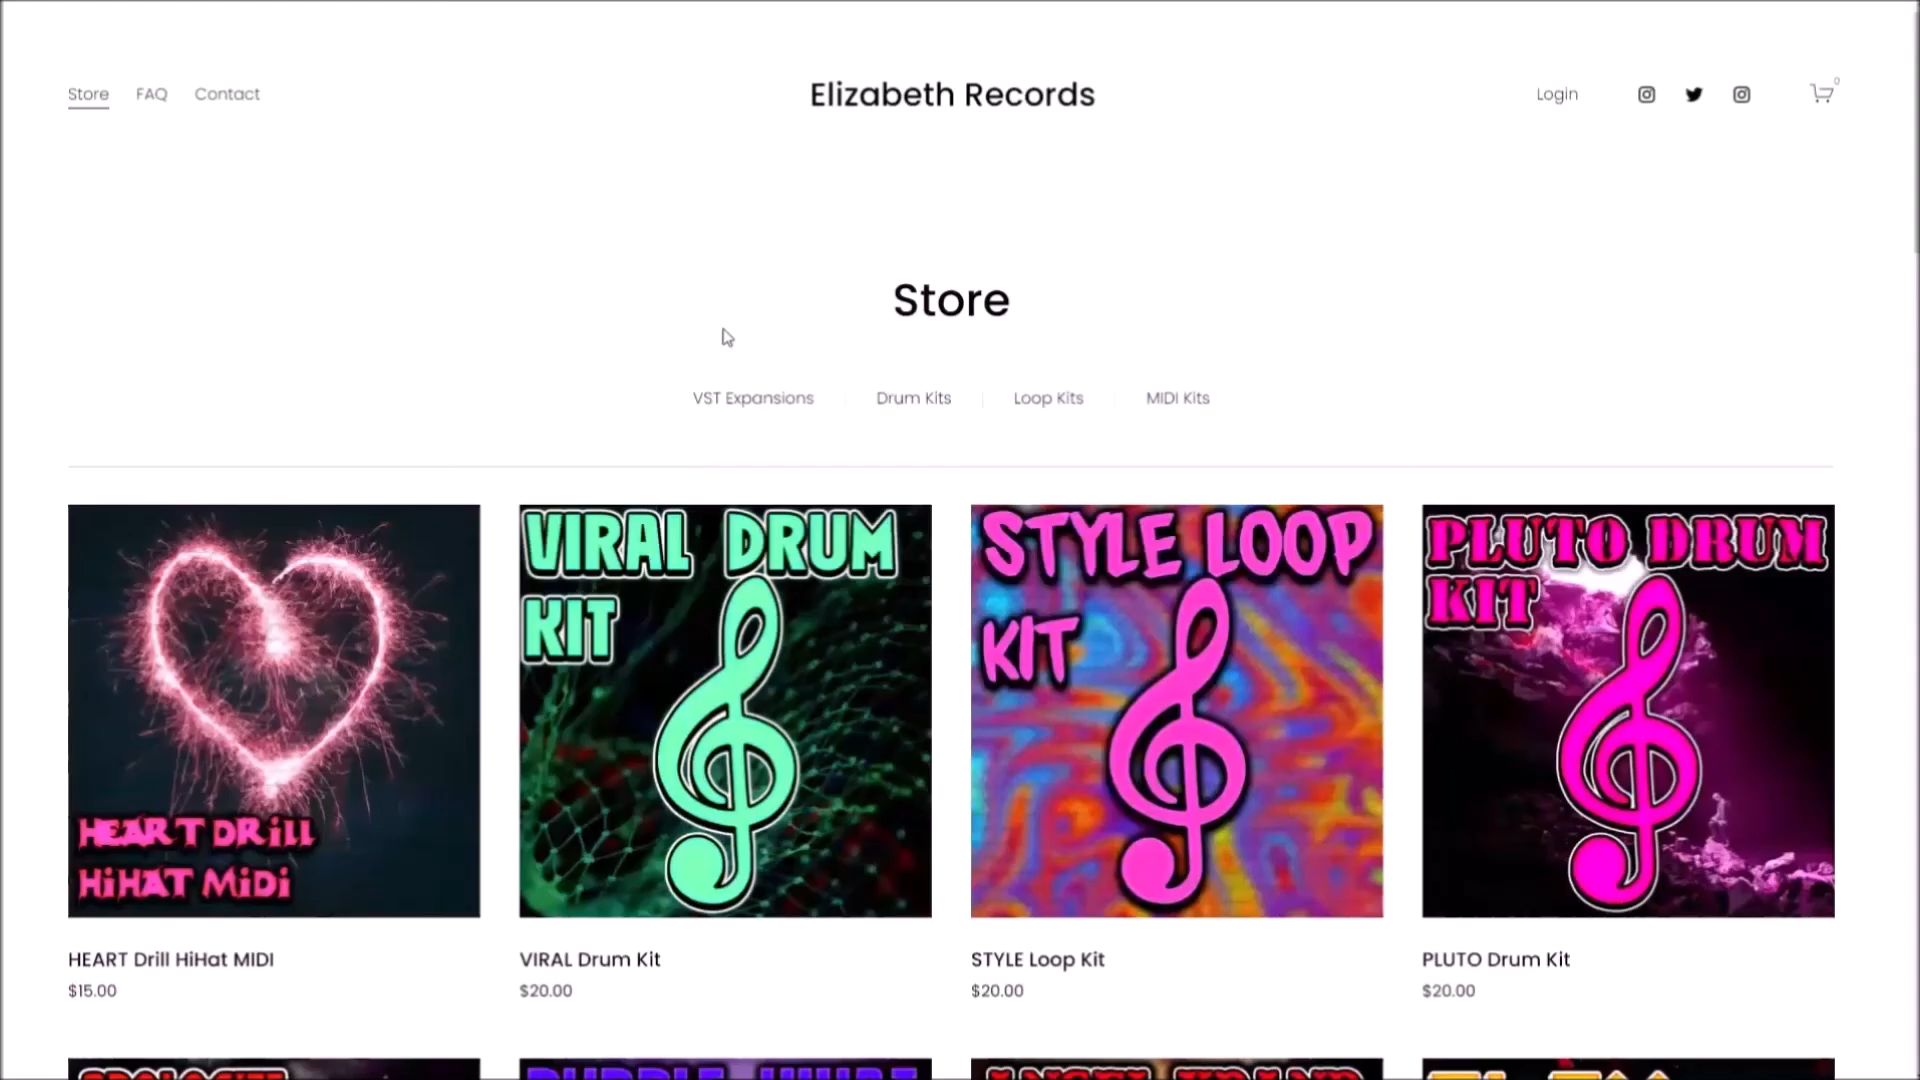 Store FAQ Contact
Elizabeth Records
Login
0
Store
VST Expansions
Drum Kits
Loop Kits
MIDI Kits
HEART DRiLL
HiHAT MiDi
VIRAL DRUM
KIT
STYLE LOOP
KIT
PLUTO DRUM
KIT
HEART Drill HiHat MIDI
$15.00
VIRAL Drum Kit
$20.00
STYLE Loop Kit
$20.00
PLUTO Drum Kit
$20.00